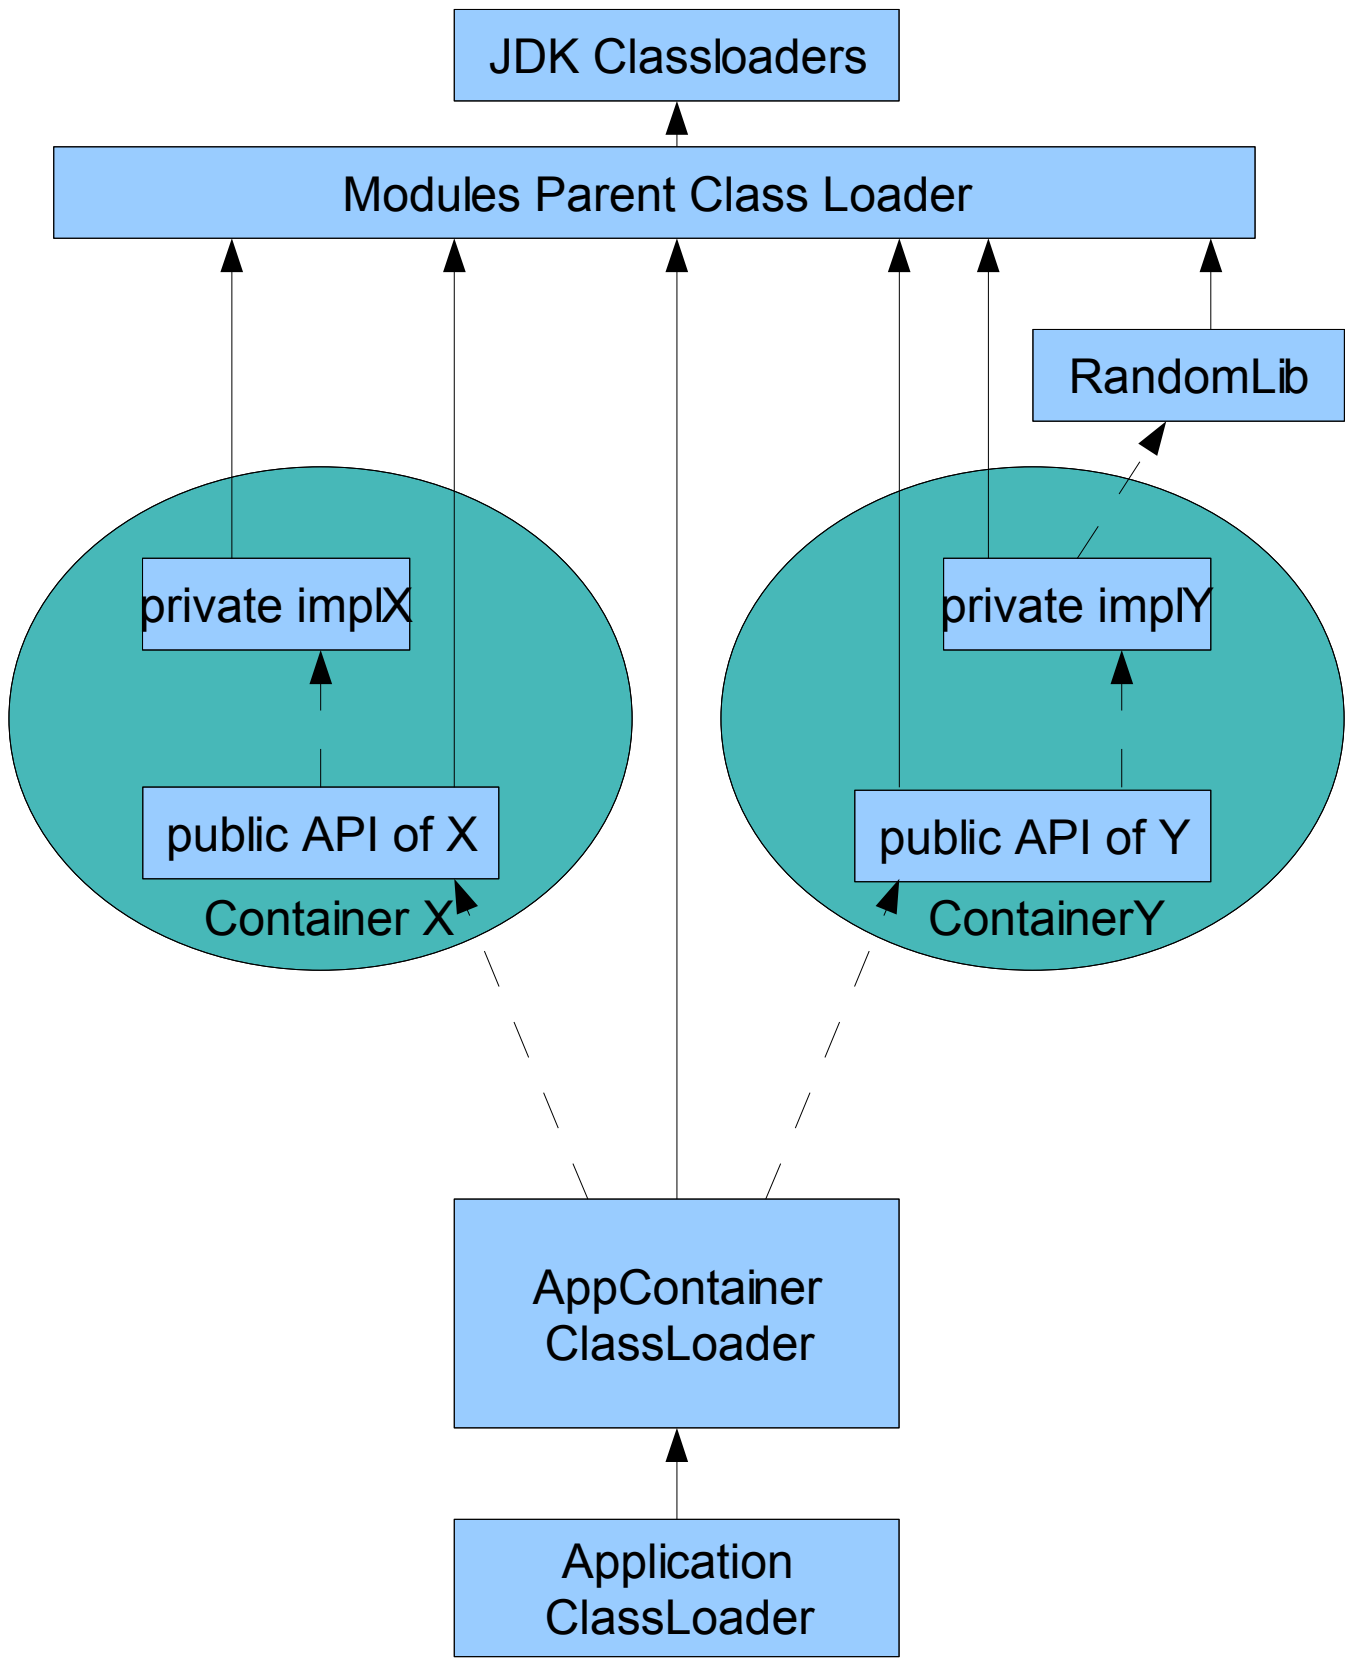 JDK Classloaders
Modules Parent Class Loader
RandomLib
private implX
private implY
public API of X
public API of Y
Container X
ContainerY
AppContainer
ClassLoader
Application
ClassLoader